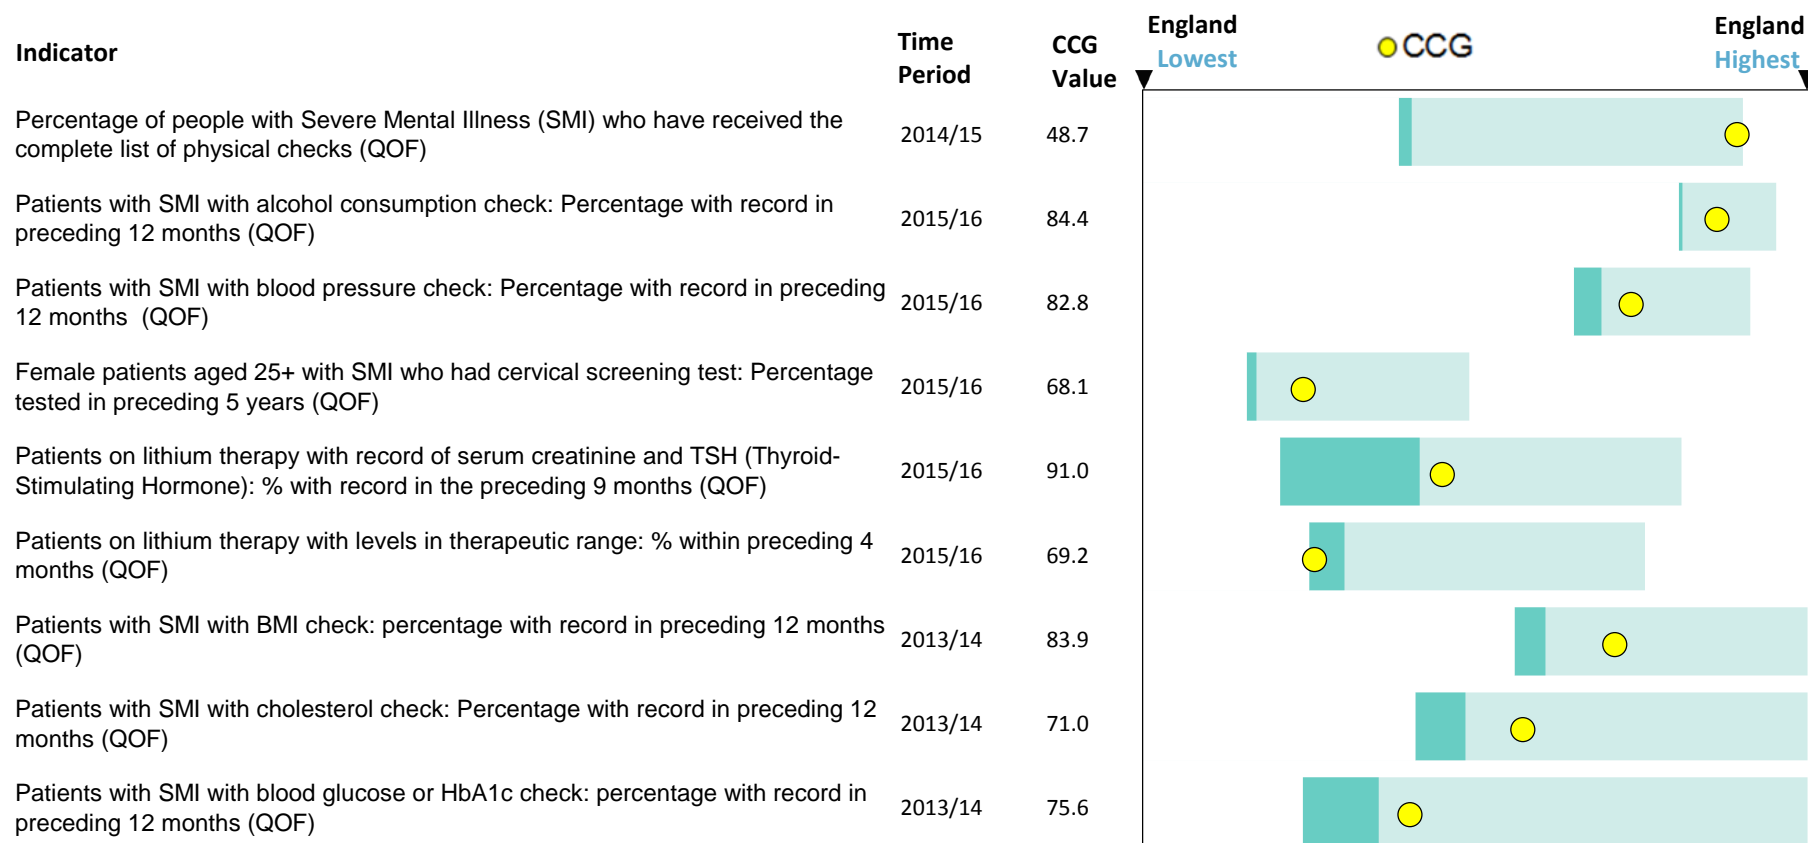 Indicator
Time
Period
CCG
Value
England
Lowest
CCG
England
Highest
Percentage of people with Severe Mental Illness (SMI) who have received the
complete list of physical checks (QOF)
2014/15
48.7
Patients with SMI with alcohol consumption check: Percentage with record in
preceding 12 months (QOF)
2015/16
84.4
Patients with SMI with blood pressure check: Percentage with record in preceding
12 months (QOF)
2015/16
82.8
Female patients aged 25+ with SMI who had cervical screening test: Percentage
tested in preceding 5 years (QOF)
2015/16
68.1
Patients on lithium therapy with record of serum creatinine and TSH (Thyroid-
Stimulating Hormone): % with record in the preceding 9 months (QOF)
2015/16
91.0
Patients on lithium therapy with levels in therapeutic range: % within preceding 4
months (QOF)
2015/16
69.2
Patients with SMI with BMI check: percentage with record in preceding 12 months
(QOF)
2013/14
83.9
Patients with SMI with cholesterol check: Percentage with record in preceding 12
months (QOF)
2013/14
71.0
Patients with SMI with blood glucose or HbA1c check: percentage with record in
preceding 12 months (QOF)
2013/14
75.6